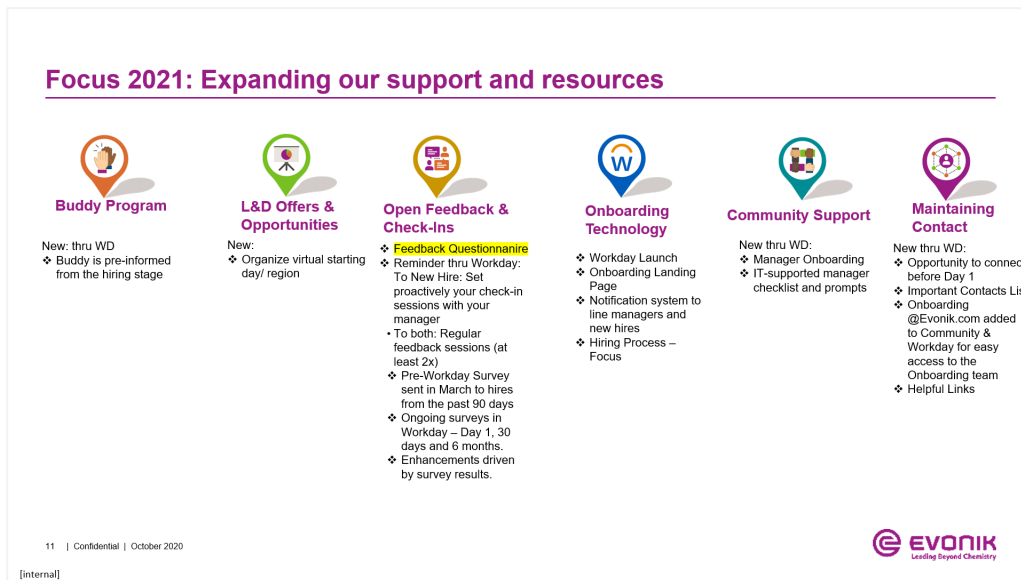 Focus 2021: Expanding our support and resources
Buddy Program
New: thru WD
❖ Buddy is pre-informed
from the hiring stage
L&D Offers &
Opportunities
New:
❖ Organize virtual starting
day/ region
Open Feedback &
Check-Ins
❖ Feedback Questionnanire
❖ Reminder thru Workday:
To New Hire: Set
proactively your check-in
sessions with your
manager
• To both: Regular
feedback sessions (at
least 2x)
❖ Pre-Workday Survey
sent in March to hires
from the past 90 days
❖ Ongoing surveys in
Workday – Day 1, 30
days and 6 months.
❖ Enhancements driven
by survey results.
W
Onboarding
Technology
❖ Workday Launch
❖ Onboarding Landing
Page
❖ Notification system to
line managers and
new hires
❖ Hiring Process –
Focus
Community Support
New thru WD:
❖ Manager Onboarding
❖ IT-supported manager
checklist and prompts
Maintaining
Contact
New thru WD:
❖ Opportunity to connec
before Day 1
❖ Important Contacts Lis
❖ Onboarding
@Evonik.com added
to Community &
Workday for easy
access to the
Onboarding team
❖ Helpful Links
11 | Confidential | October 2020
EVONIK
Leading Beyond Chemistry
[internal]